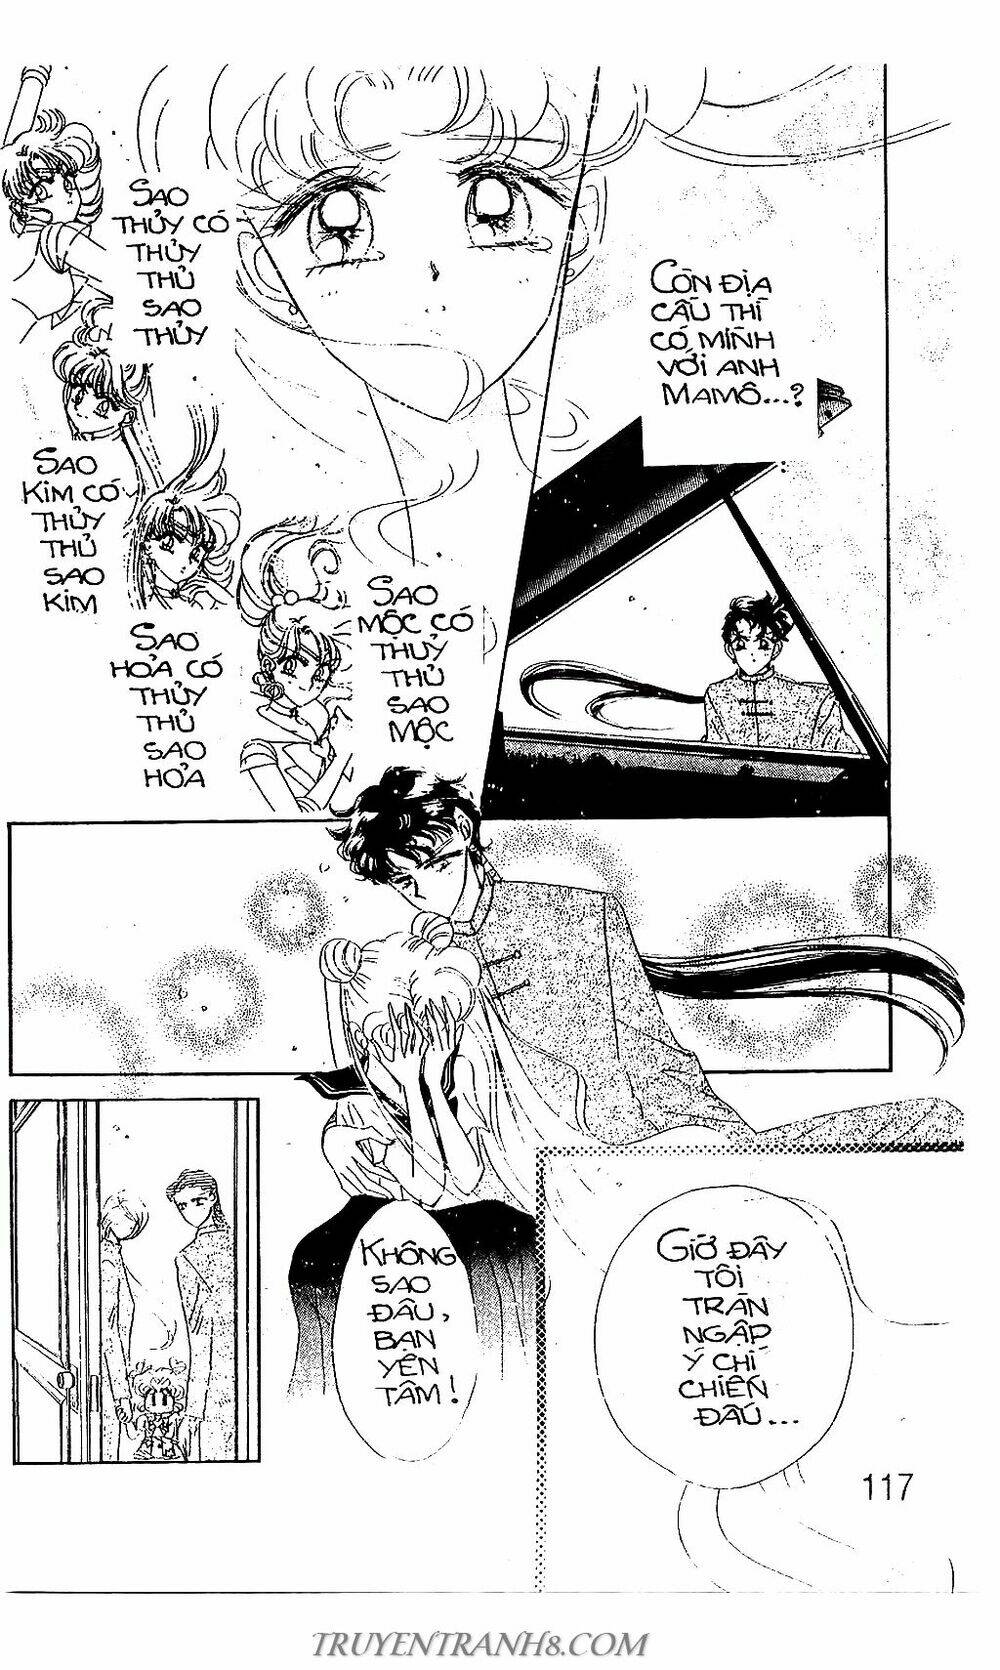 SAO
THỦY CÓ
THỦY
THỦ
SAO
THỦY
SAO
KIM CÓ
THỦY
THỦ
SAO
KIM
SAO
HỎA CÓ
THỦY
THỦ
SAO
HỎA
SAO
MỘC CÓ
THUỶ
THỦ
SAO
MỘC
CÒN ĐỊA
CẦU THÌ
CÓ MÌNH
VỚI ANH
MAMÔ...?
KHÔNG
SAO
ĐÂU,
BẠN
YÊN
TÂM!
GIỜ ĐÂY
TÔI
TRÀN
NGẬP
Ý CHÍ
CHIẾN
ĐẤU...
117
TRUYENTRANH8.COM